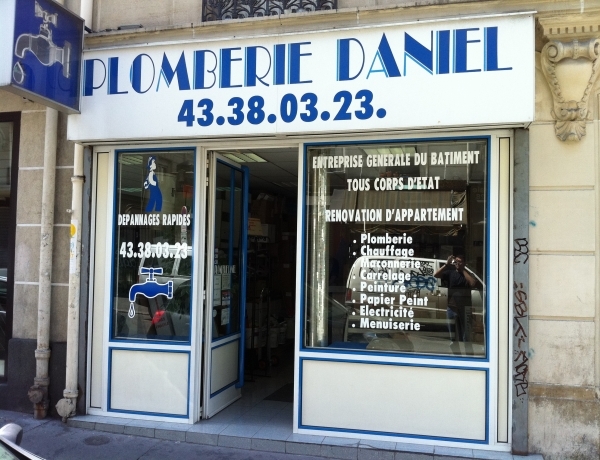 PLOMBERIE DANIEL
43.38.03.23.
DEPANNAGES RAPIDES
43.38.03.23
ENTREPRISE GENERALE DU BATIMENT
TOUS CORPS D'ETAT
RENOVATION D'APPARTEMENT
• Plomberie
• Chauffage
• Maconnerie
• Carrelage
• Peinture
• Papier Peint
• Electricité
• Menuiserie